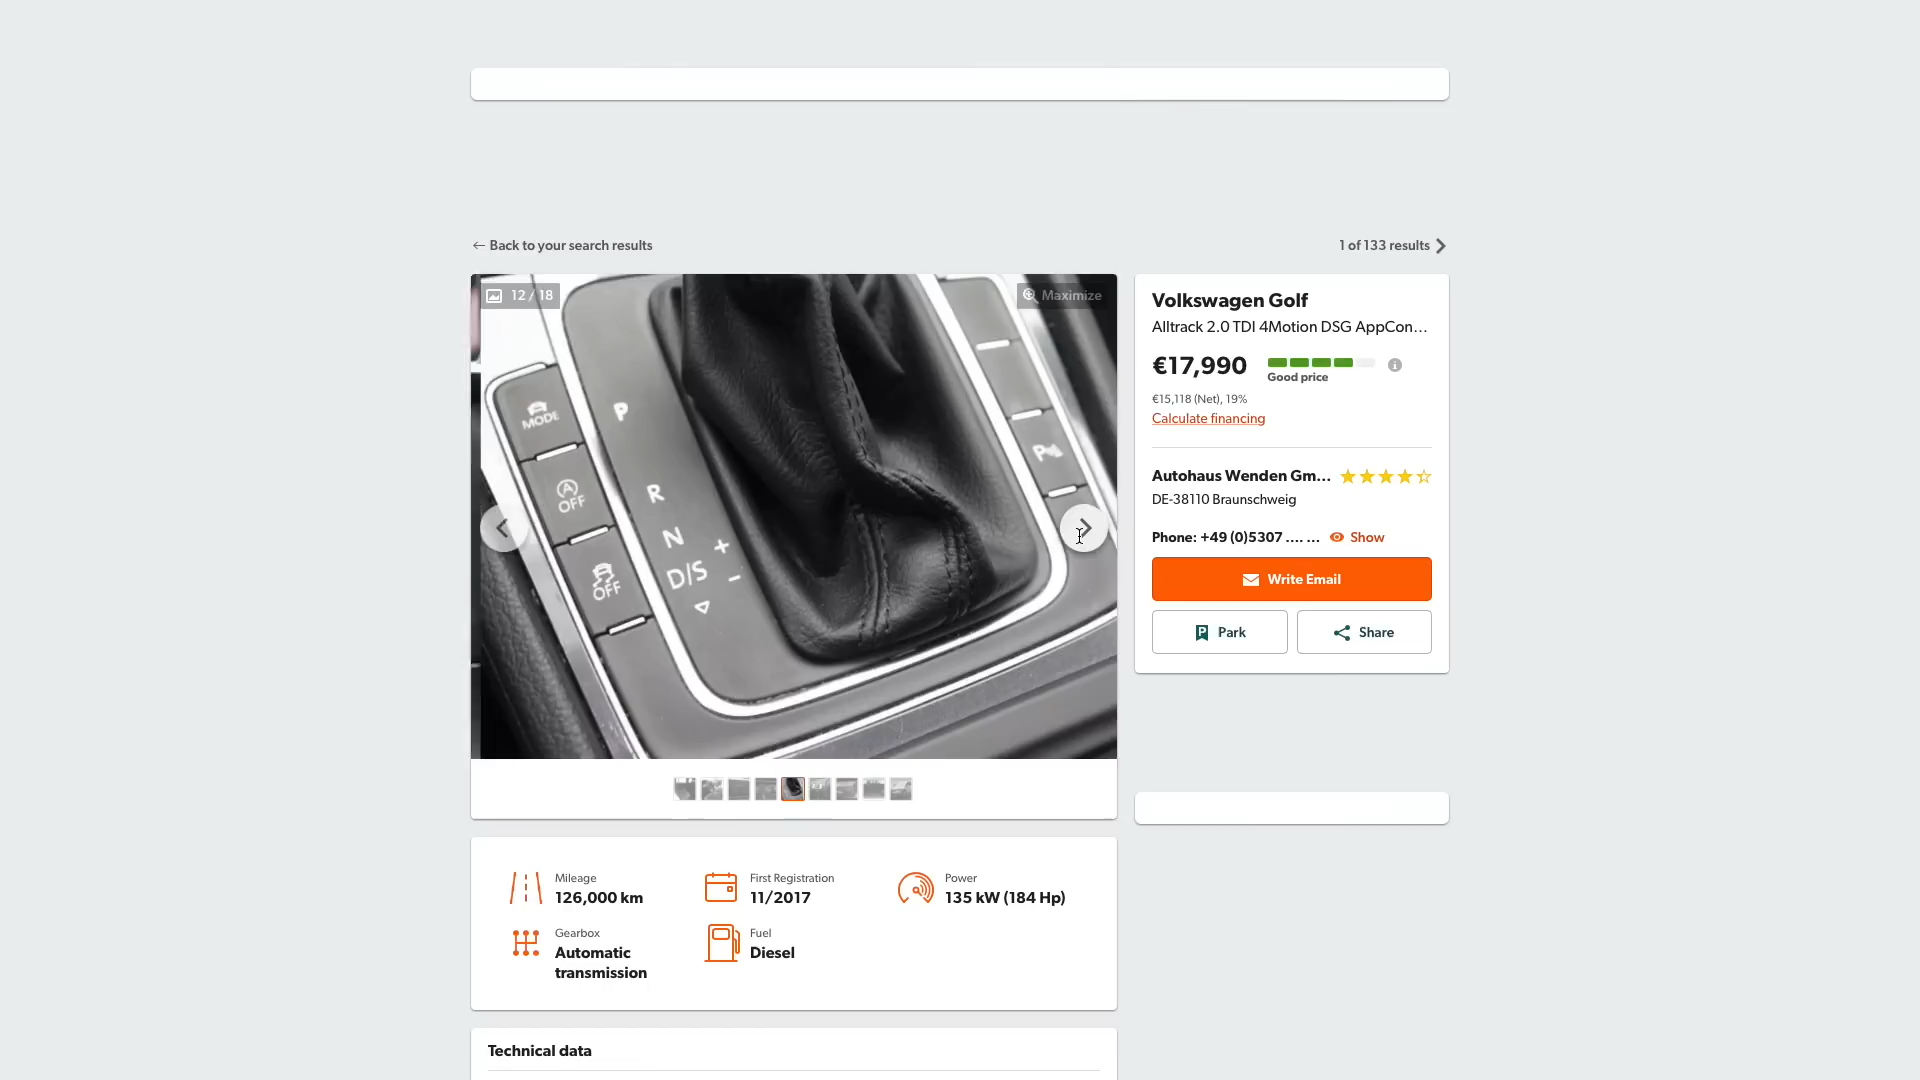 ← Back to your search results
1 of 133 results
12 / 18
Maximize
MODE
P
A
OFF
R
N
+
D/S
-
OFF
P
Volkswagen Golf
Alltrack 2.0 TDI 4Motion DSG AppCon...
€17,990
Good price
€15,118 (Net), 19%
Calculate financing
Autohaus Wenden Gm...
DE-38110 Braunschweig
Phone: +49 (0)5307 .... ... Show
Write Email
Park
Share
Mileage
126,000 km
First Registration
11/2017
Power
135 kW (184 Hp)
Gearbox
Automatic
transmission
Fuel
Diesel
Technical data